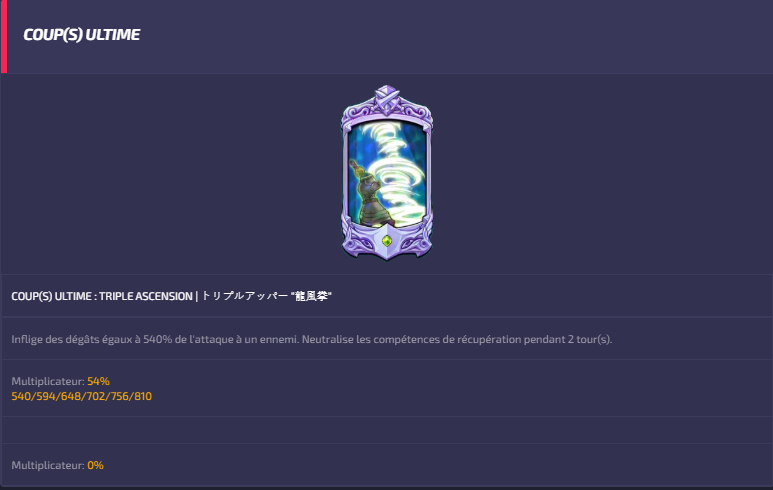 COUP(S) ULTIME
COUP(S) ULTIME : TRIPLE ASCENSION | トリプルアッパー "龍風拳"
Inflige des dégâts égaux à 540% de l'attaque à un ennemi. Neutralise les compétences de récupération pendant 2 tour(s).
Multiplicateur: 54%
540/594/648/702/756/810
Multiplicateur: 0%